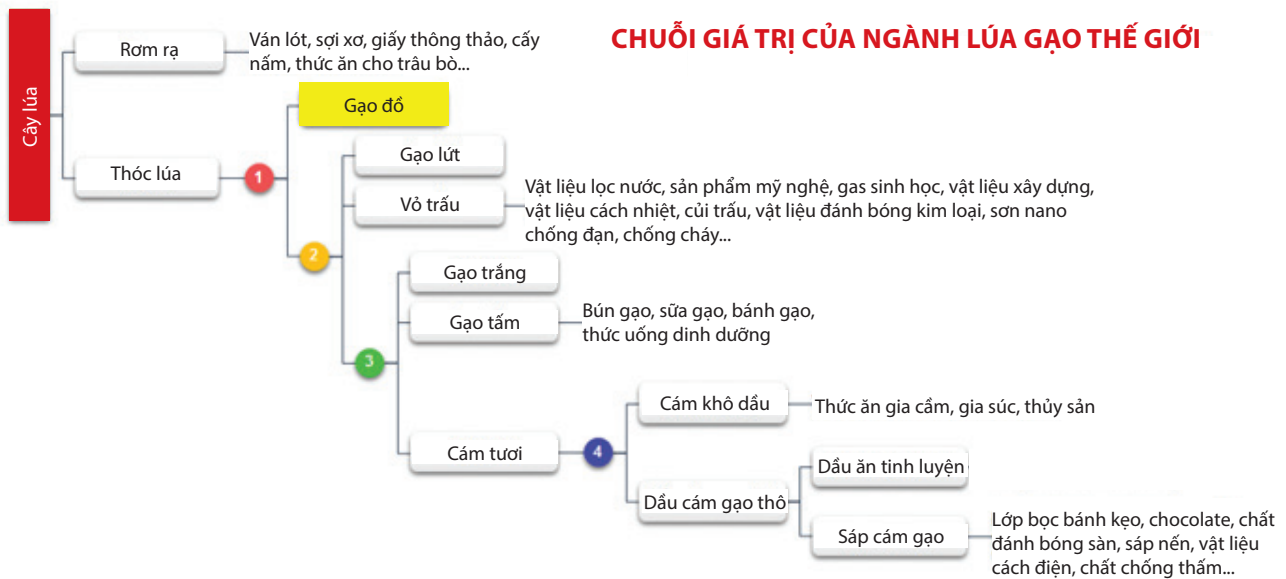 CHUỖI GIÁ TRỊ CỦA NGÀNH LÚA GẠO THẾ GIỚI
Cây lúa
Rơm rạ
Ván lót, sợi xơ, giấy thông thảo, cấy
nấm, thức ăn cho trâu bò...
Thóc lúa
1
Gạo đồ
2
Gạo lứt
Vỏ trấu
Vật liệu lọc nước, sản phẩm mỹ nghệ, gas sinh học, vật liệu xây dựng,
vật liệu cách nhiệt, củi trấu, vật liệu đánh bóng kim loại, sơn nano
chống đạn, chống cháy...
3
Gạo trắng
Gạo tấm
Bún gạo, sữa gạo, bánh gạo,
thức uống dinh dưỡng
Cám tươi
4
Cám khô dầu
Thức ăn gia cầm, gia súc, thủy sản
Dầu cám gạo thô
Dầu ăn tinh luyện
Sáp cám gạo
Lớp bọc bánh kẹo, chocolate, chất
đánh bóng sàn, sáp nến, vật liệu
cách điện, chất chống thấm...